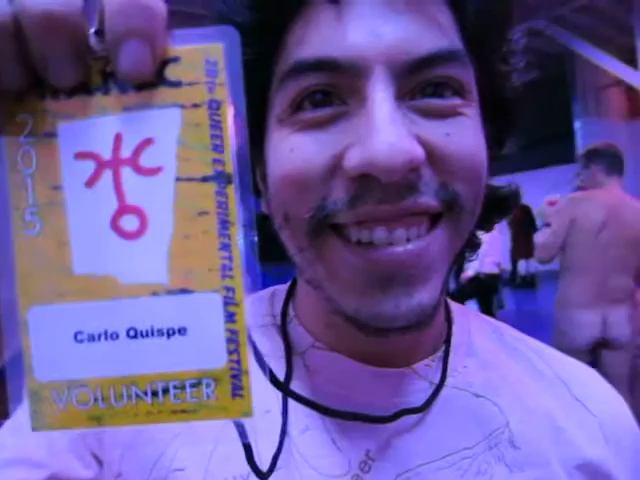 2015
28th QUEER EXPERIMENTAL FILM FESTIVAL
Carlo Quispe
VOLUNTEER